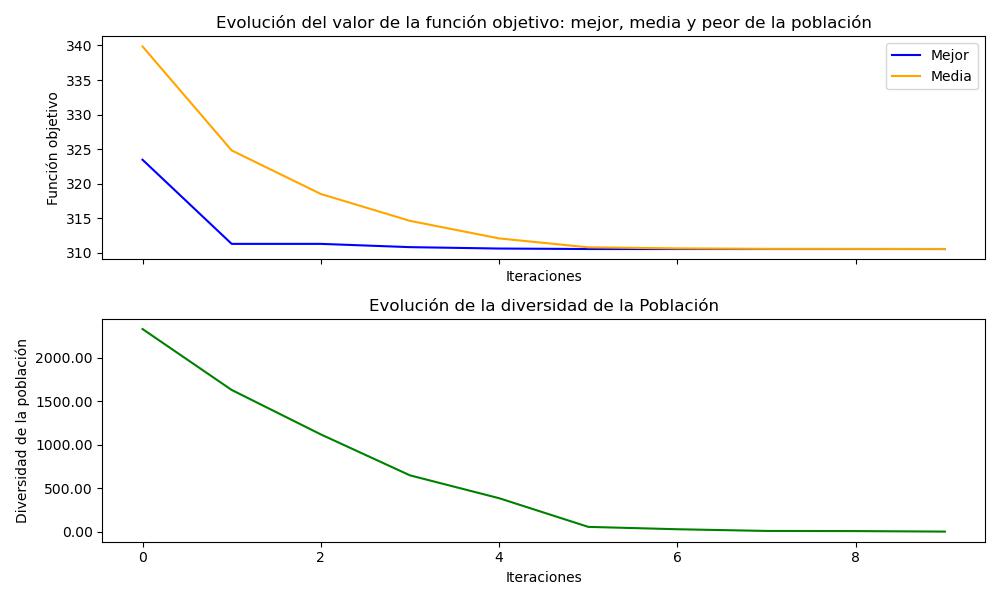 Evolución del valor de la función objetivo: mejor, media y peor de la población
340
335
330
325
320
315
310
Función objetivo
Mejor
Media
Iteraciones
Evolución de la diversidad de la Población
2000.00
1500.00
1000.00
500.00
0.00
Diversidad de la población
0 2 4 6 8
Iteraciones